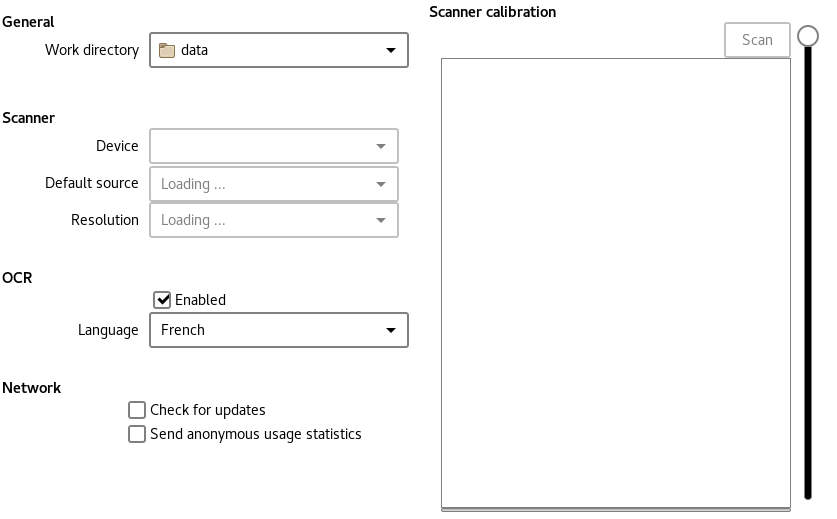 General
Work directory data
Scanner
Device
Default source Loading ...
Resolution Loading ...
OCR
Enabled
Language French
Network
Check for updates
Send anonymous usage statistics
Scanner calibration
Scan